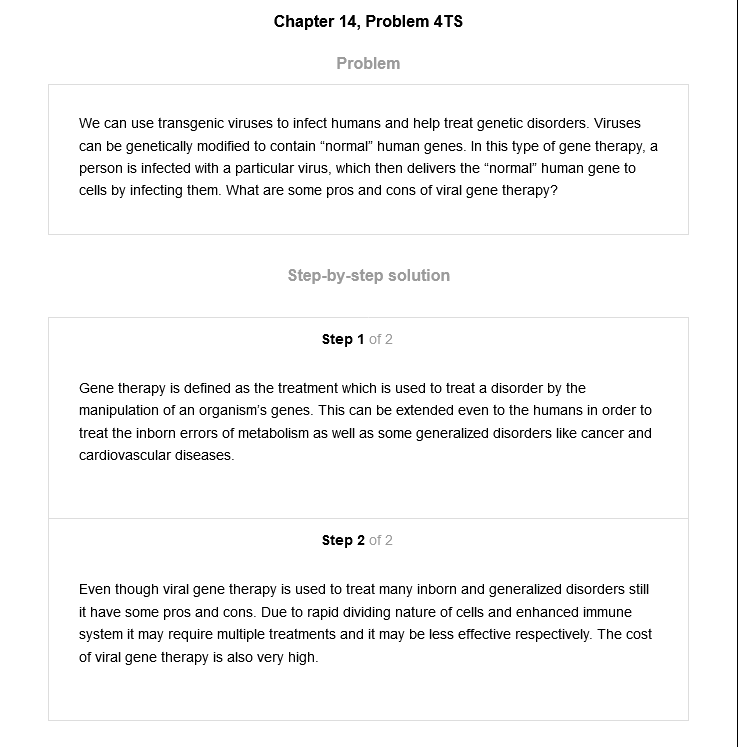 Chapter 14, Problem 4TS
Problem
We can use transgenic viruses to infect humans and help treat genetic disorders. Viruses
can be genetically modified to contain “normal” human genes. In this type of gene therapy, a
person is infected with a particular virus, which then delivers the “normal” human gene to
cells by infecting them. What are some pros and cons of viral gene therapy?
Step-by-step solution
Step 1 of 2
Gene therapy is defined as the treatment which is used to treat a disorder by the
manipulation of an organism’s genes. This can be extended even to the humans in order to
treat the inborn errors of metabolism as well as some generalized disorders like cancer and
cardiovascular diseases.
Step 2 of 2
Even though viral gene therapy is used to treat many inborn and generalized disorders still
it have some pros and cons. Due to rapid dividing nature of cells and enhanced immune
system it may require multiple treatments and it may be less effective respectively. The cost
of viral gene therapy is also very high.